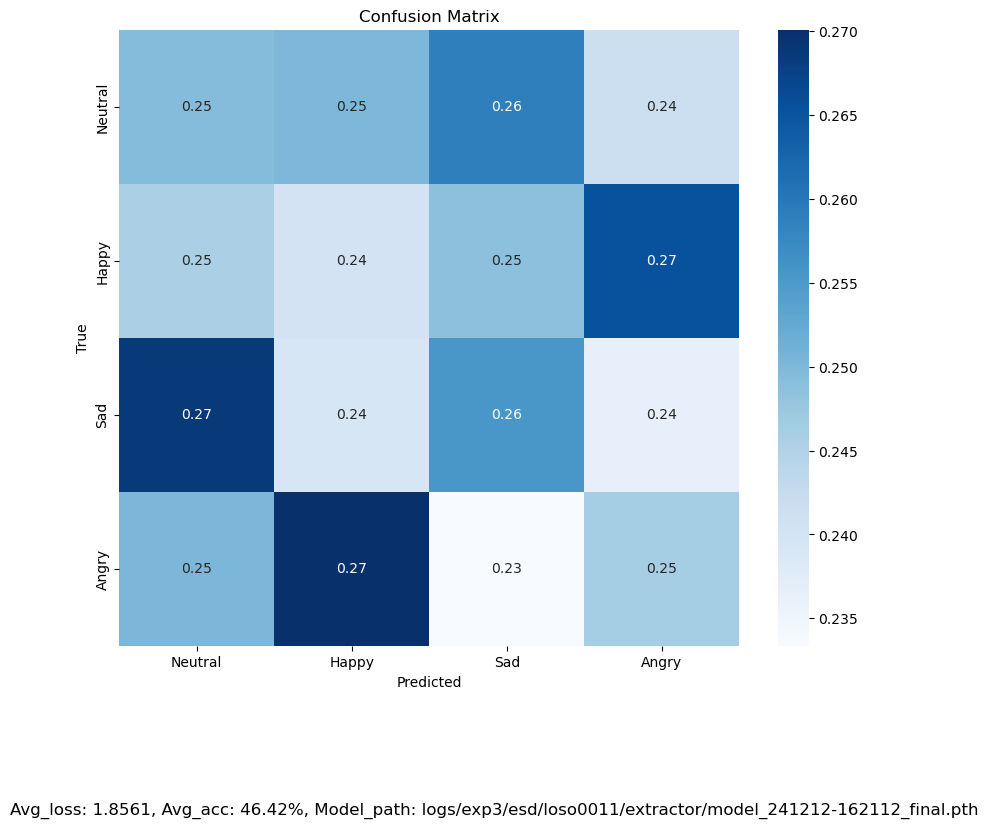 Confusion Matrix
Neutral 0.25 0.25 0.26 0.24
Happy 0.25 0.24 0.25 0.27
Sad 0.27 0.24 0.26 0.24
Angry 0.25 0.27 0.23 0.25
True
Neutral Happy Sad Angry
Predicted
0.270
0.265
0.260
0.255
0.250
0.245
0.240
0.235
Avg_loss: 1.8561, Avg_acc: 46.42%, Model_path: logs/exp3/esd/loso0011/extractor/model_241212-162112_final.pth